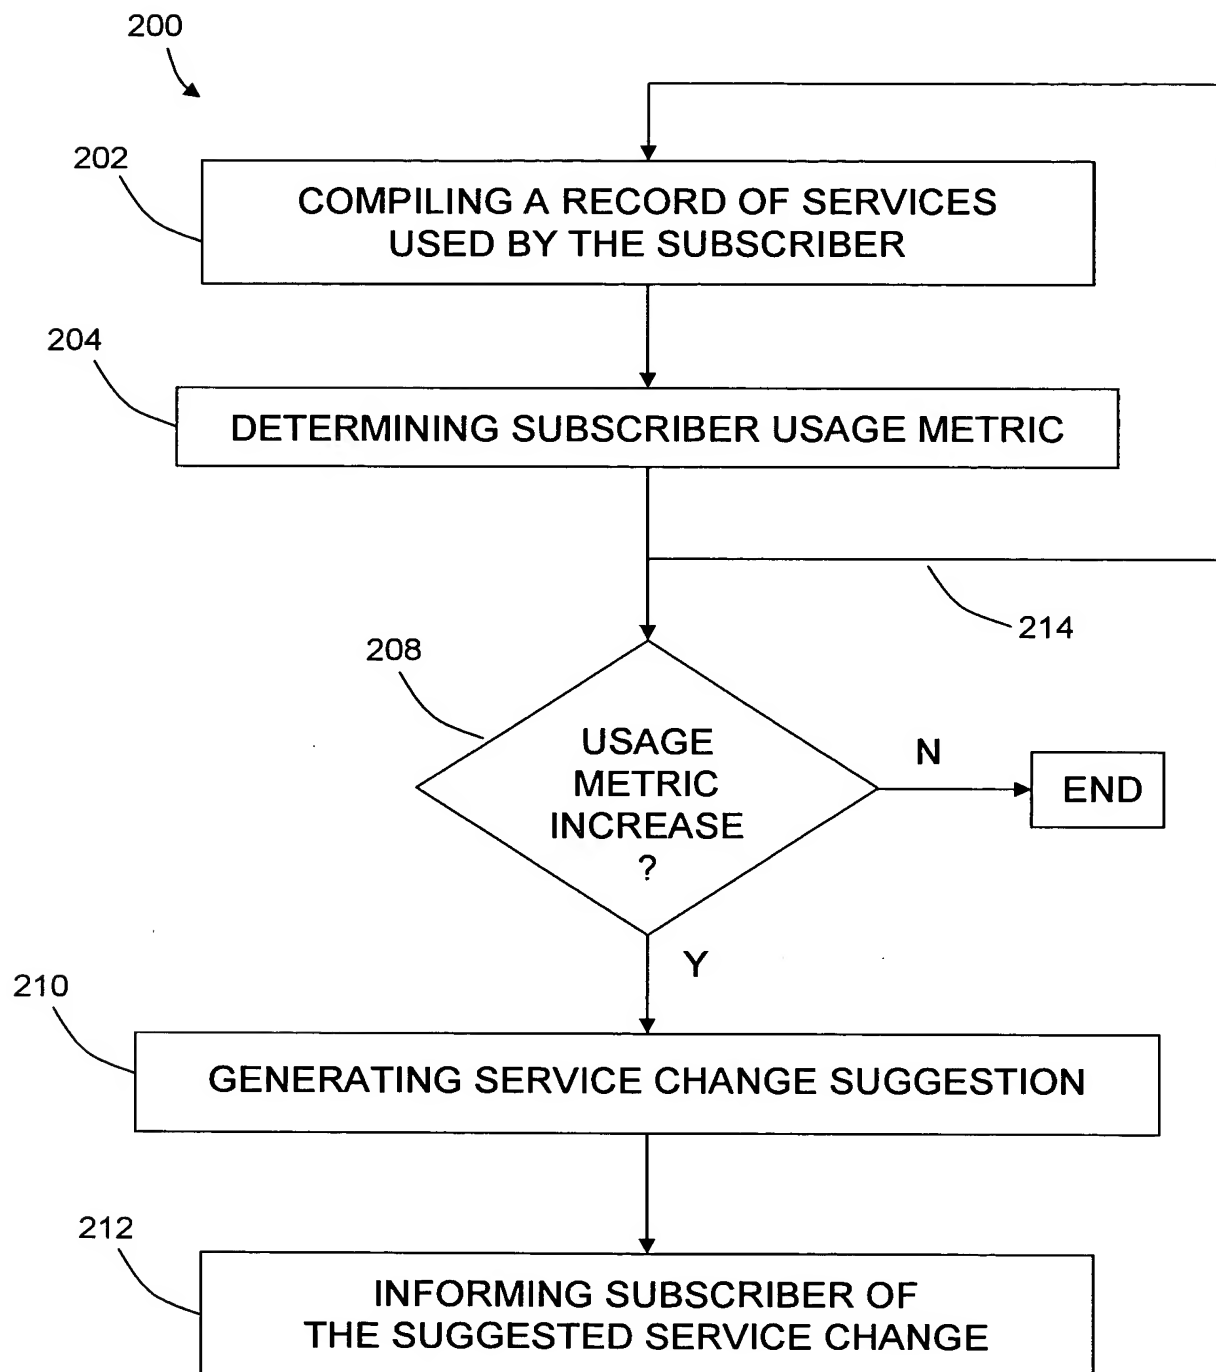 200
202
COMPILING A RECORD OF SERVICES
USED BY THE SUBSCRIBER
204
DETERMINING SUBSCRIBER USAGE METRIC
214
208
USAGE
METRIC
INCREASE
?
N
END
Y
210
GENERATING SERVICE CHANGE SUGGESTION
212
INFORMING SUBSCRIBER OF
THE SUGGESTED SERVICE CHANGE